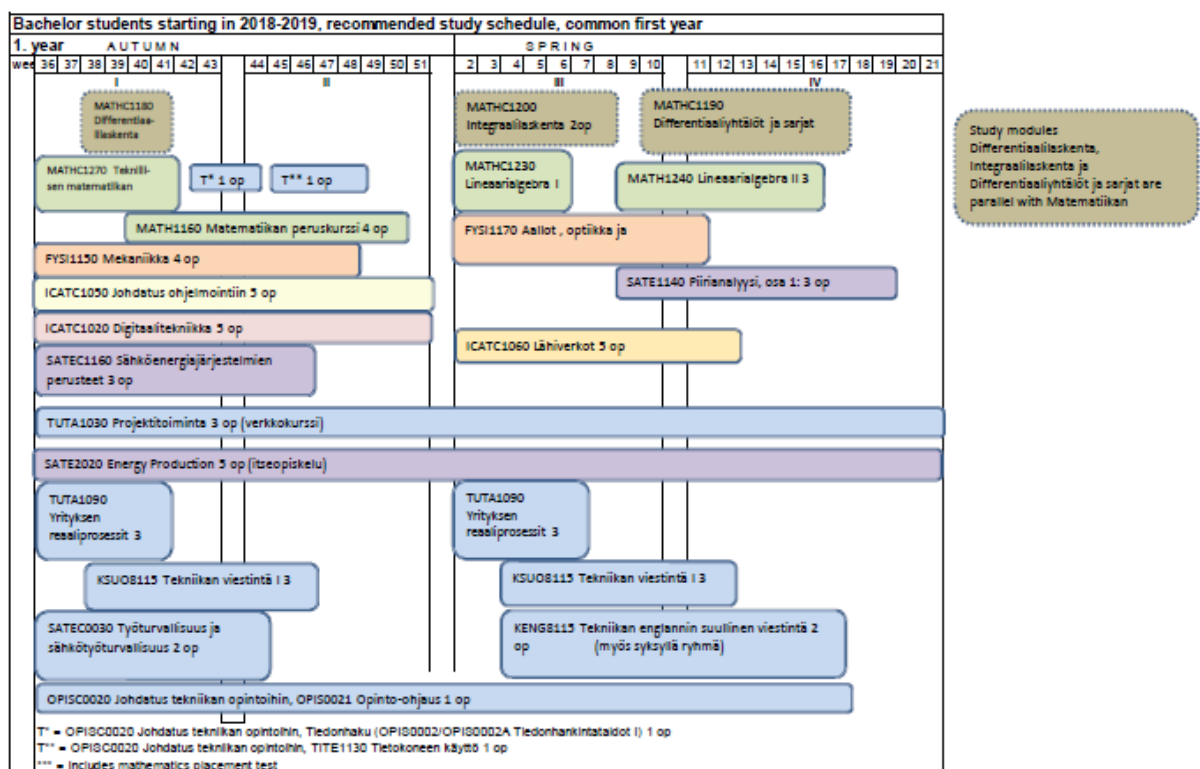 Bachelor students starting in 2018-2019, recommended study schedule, common first year
1. year AUTUMN SPRING
wee 36 37 38 39 40 41 42 43 44 45 46 47 48 49 50 51 2 3 4 5 6 7 8 9 10 11 12 13 14 15 16 17 18 19 20 21
I II III IV
MATHC1180
Differentiaa-
lilaskenta
MATHC1200
Integraalilaskenta 2op
MATHC1190
Differentiaaliyhtälöt ja sarjat
Study modules
Differentiaalilaskenta,
Integraalilaskenta ja
Differentiaaliyhtälöt ja sarjat are
parallel with Matematiikan
MATHC1270 Teknilli-
sen matematiikan
T* 1 op
T** 1 op
MATHC1230
Lineaarialgebra I
MATH1240 Lineaarialgebra II 3
MATH1160 Matematiikan peruskurssi 4 op
FYSI1170 Aallot , optiikka ja
FYSI1150 Mekaniikka 4 op
SATE1140 Piirianalyysi, osa 1: 3 op
ICATC1050 Johdatus ohjelmointiin 5 op
ICATC1020 Digitaalitekniikka 5 op
ICATC1060 Lähiverkot 5 op
SATEC1160 Sähköenergiajärjestelmien
perusteet 3 op
TUTA1030 Projektitoiminta 3 op (verkkokurssi)
SATE2020 Energy Production 5 op (itseopiskelu)
TUTA1090
Yrityksen
reaaliprosessit 3
TUTA1090
Yrityksen
reaaliprosessit 3
KSUO8115 Tekniikan viestintä I 3
KSUO8115 Tekniikan viestintä I 3
SATEC0030 Työturvallisuus ja
sähkötyöturvallisuus 2 op
KENG8115 Tekniikan englannin suullinen viestintä 2
op (myös syksyllä ryhmä)
OPISC0020 Johdatus tekniikan opintoihin, OPIS0021 Opinto-ohjaus 1 op
T* = OPISC0020 Johdatus tekniikan opintoihin, Tiedonhaku (OPIS0002/OPIS0002A Tiedonhankintataidot I) 1 op
T** = OPISC0020 Johdatus tekniikan opintoihin, TITE1130 Tietokoneen käyttö 1 op
*** = Includes mathematics placement test